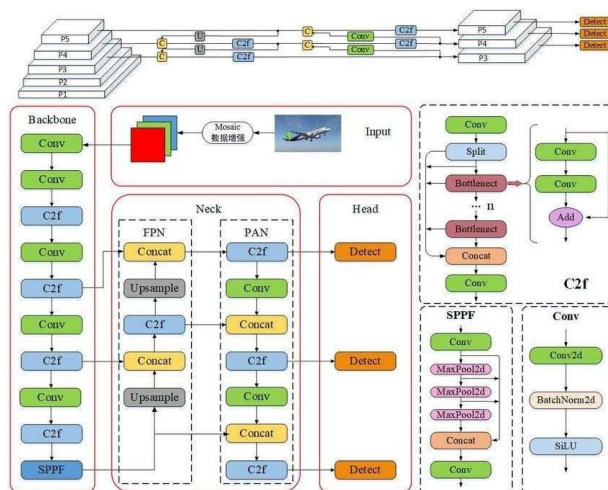 P5
P4
P3
P2
P1
C
U
C2f
C
U
C2f
C
Conv
C2f
C
Conv
C2f
P5
P4
P3
Detect
Detect
Detect
Backbone
Conv
Conv
C2f
Conv
C2f
Conv
C2f
Conv
C2f
SPPF
Mosaic
数据增强
Input
Neck
FPN
Concat
Upsample
C2f
Concat
Upsample
PAN
C2f
Conv
Concat
C2f
Conv
Concat
C2f
Head
Detect
Detect
Detect
Conv
Split
Bottlenect
... n
Bottlenect
Concat
Conv
Conv
Conv
Add
C2f
SPPF
Conv
MaxPool2d
MaxPool2d
MaxPool2d
Concat
Conv
Conv
Conv2d
BatchNorm2d
SiLU